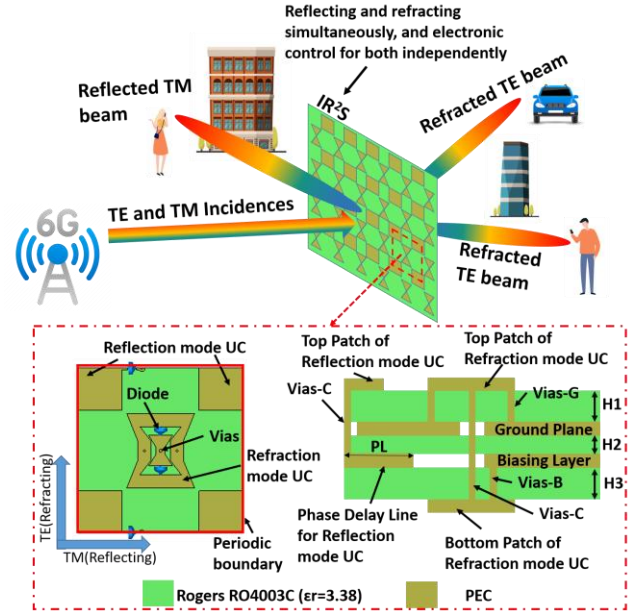 Reflecting and refracting
simultaneously, and electronic
control for both independently
Reflected TM
beam
IR²S
Refracted TE beam
TE and TM Incidences
6G
Refracted
TE beam
Reflection mode UC
Diode
Vias
Refraction
mode UC
TE(Refracting)
TM(Reflecting)
Periodic
boundary
Top Patch of
Reflection mode UC
Top Patch of
Refraction mode UC
Vias-C
Vias-G
H1
Ground Plane
H2
PL
Biasing Layer
Vias-B
H3
Vias-C
Phase Delay Line
for Reflection
mode UC
Bottom Patch of
Refraction mode UC
Rogers RO4003C (εr=3.38)
PEC